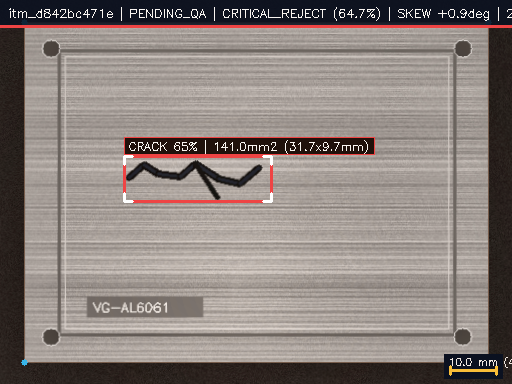 itm_d842bc471e | PENDING_QA | CRITICAL_REJECT (64.7%) | SKEW +0.9deg |
CRACK 65% | 141.0mm2 (31.7x9.7mm)
VG-AL6061
10.0 mm